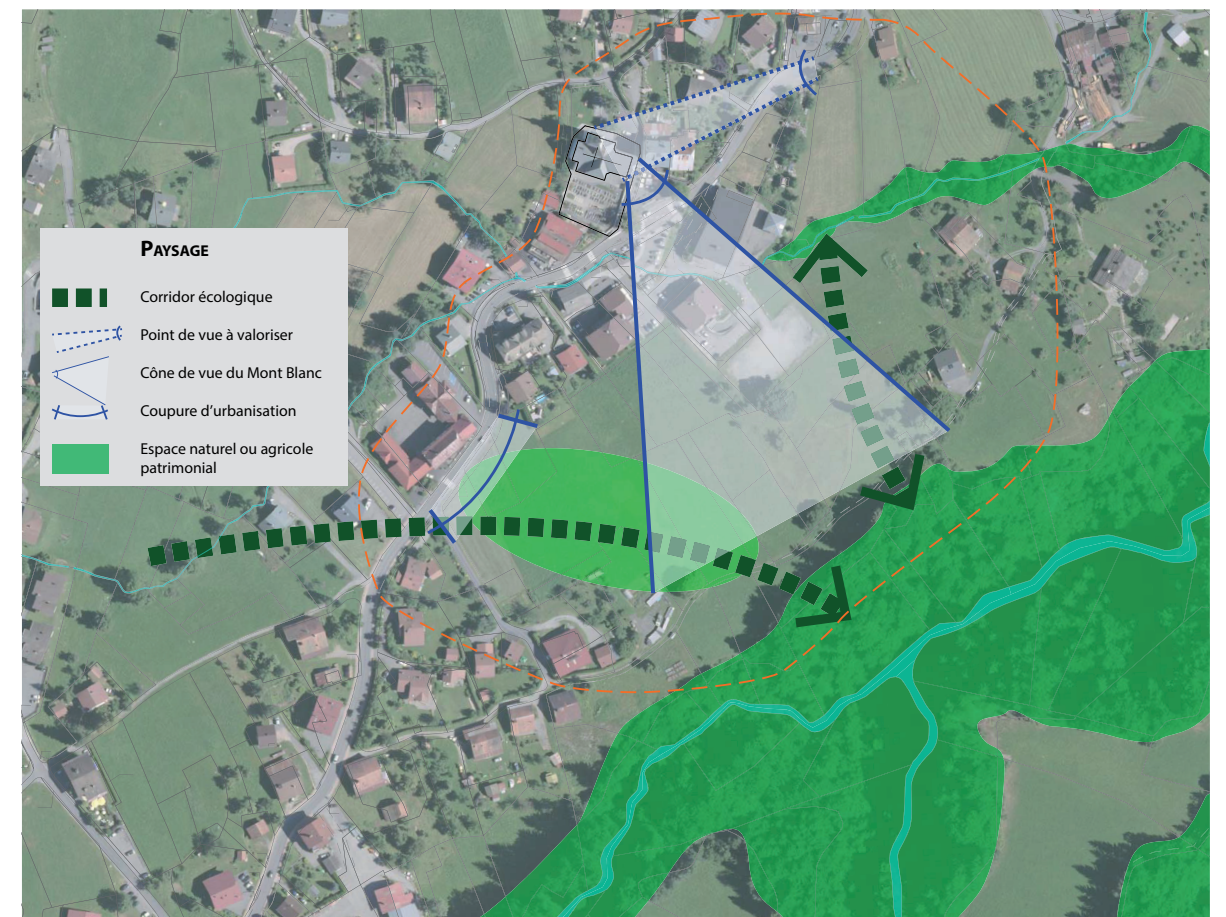 PAYSAGE
Corridor écologique
Point de vue à valoriser
Cône de vue du Mont Blanc
Coupure d'urbanisation
Espace naturel ou agricole
patrimonial